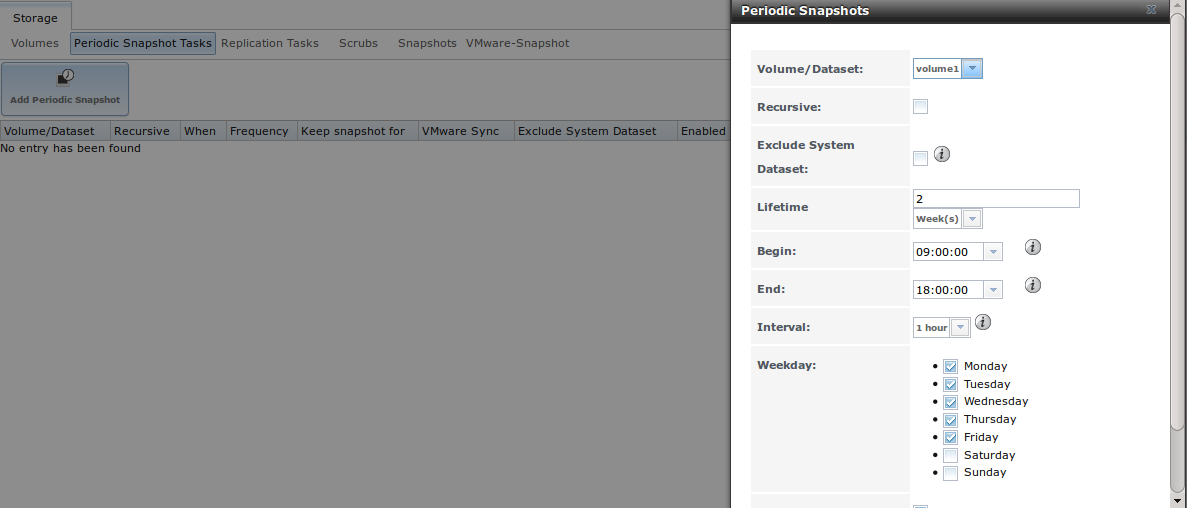 Storage
Volumes Periodic Snapshot Tasks Replication Tasks Scrubs Snapshots VMware-Snapshot
Add Periodic Snapshot
Volume/Dataset Recursive When Frequency Keep snapshot for VMware Sync Exclude System Dataset Enabled
No entry has been found
Periodic Snapshots
Volume/Dataset: volume1
Recursive:
Exclude System
Dataset: i
Lifetime 2
Week(s)
Begin: 09:00:00 i
End: 18:00:00 i
Interval: 1 hour i
Weekday: Monday
Tuesday
Wednesday
Thursday
Friday
Saturday
Sunday